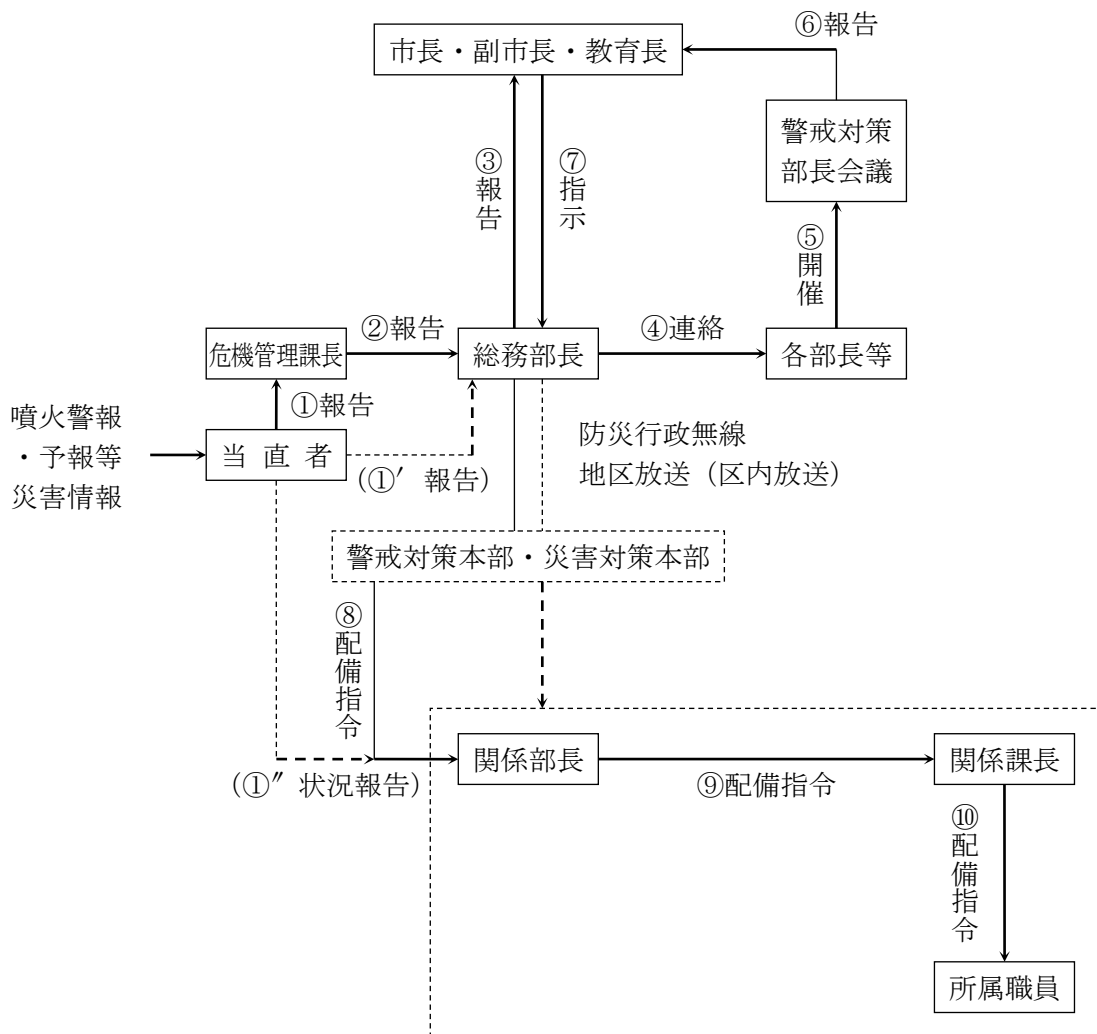 ⑥報告
市長・副市長・教育長
警戒対策
部長会議
③報告
⑦指示
⑤開催
②報告
④連絡
危機管理課長
総務部長
各部長等
①報告
噴火警報
・予報等
災害情報
当直者
(①′ 報告)
防災行政無線
地区放送（区内放送）
警戒対策本部・災害対策本部
⑧配備指令
関係部長
関係課長
(①″ 状況報告)
⑨配備指令
⑩配備指令
所属職員